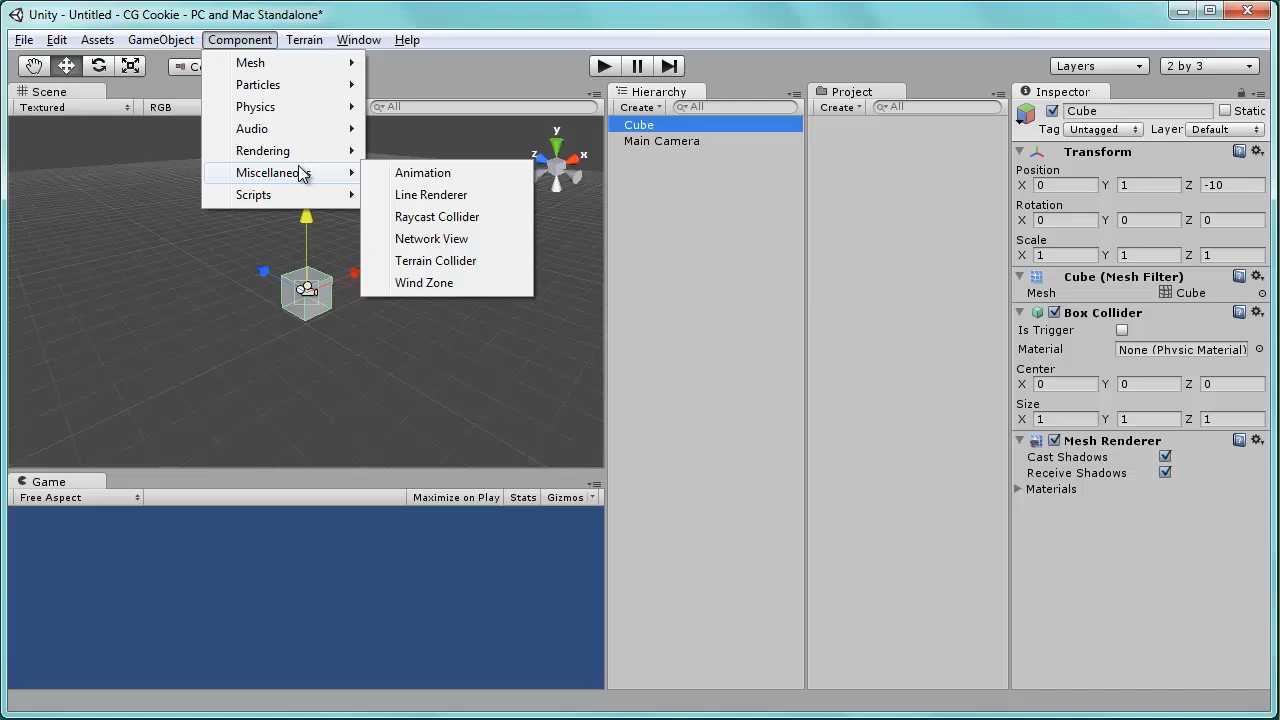 Unity - Untitled - CG Cookie - PC and Mac Standalone*
File Edit Assets GameObject Component Terrain Window Help
Layers 2 by 3
Mesh
Particles
Physics
Audio
Rendering
Miscellaneous
Scripts
Animation
Line Renderer
Raycast Collider
Network View
Terrain Collider
Wind Zone
Scene
Textured RGB All
y
z x
Game
Free Aspect Maximize on Play Stats Gizmos
Hierarchy
Create All
Cube
Main Camera
Project
Create All
Inspector
Cube Static
Tag Untagged Layer Default
Transform
Position
X 0 Y 1 Z -10
Rotation
X 0 Y 0 Z 0
Scale
X 1 Y 1 Z 1
Cube (Mesh Filter)
Mesh Cube
Box Collider
Is Trigger
Material None (Physic Material)
Center
X 0 Y 0 Z 0
Size
X 1 Y 1 Z 1
Mesh Renderer
Cast Shadows
Receive Shadows
Materials